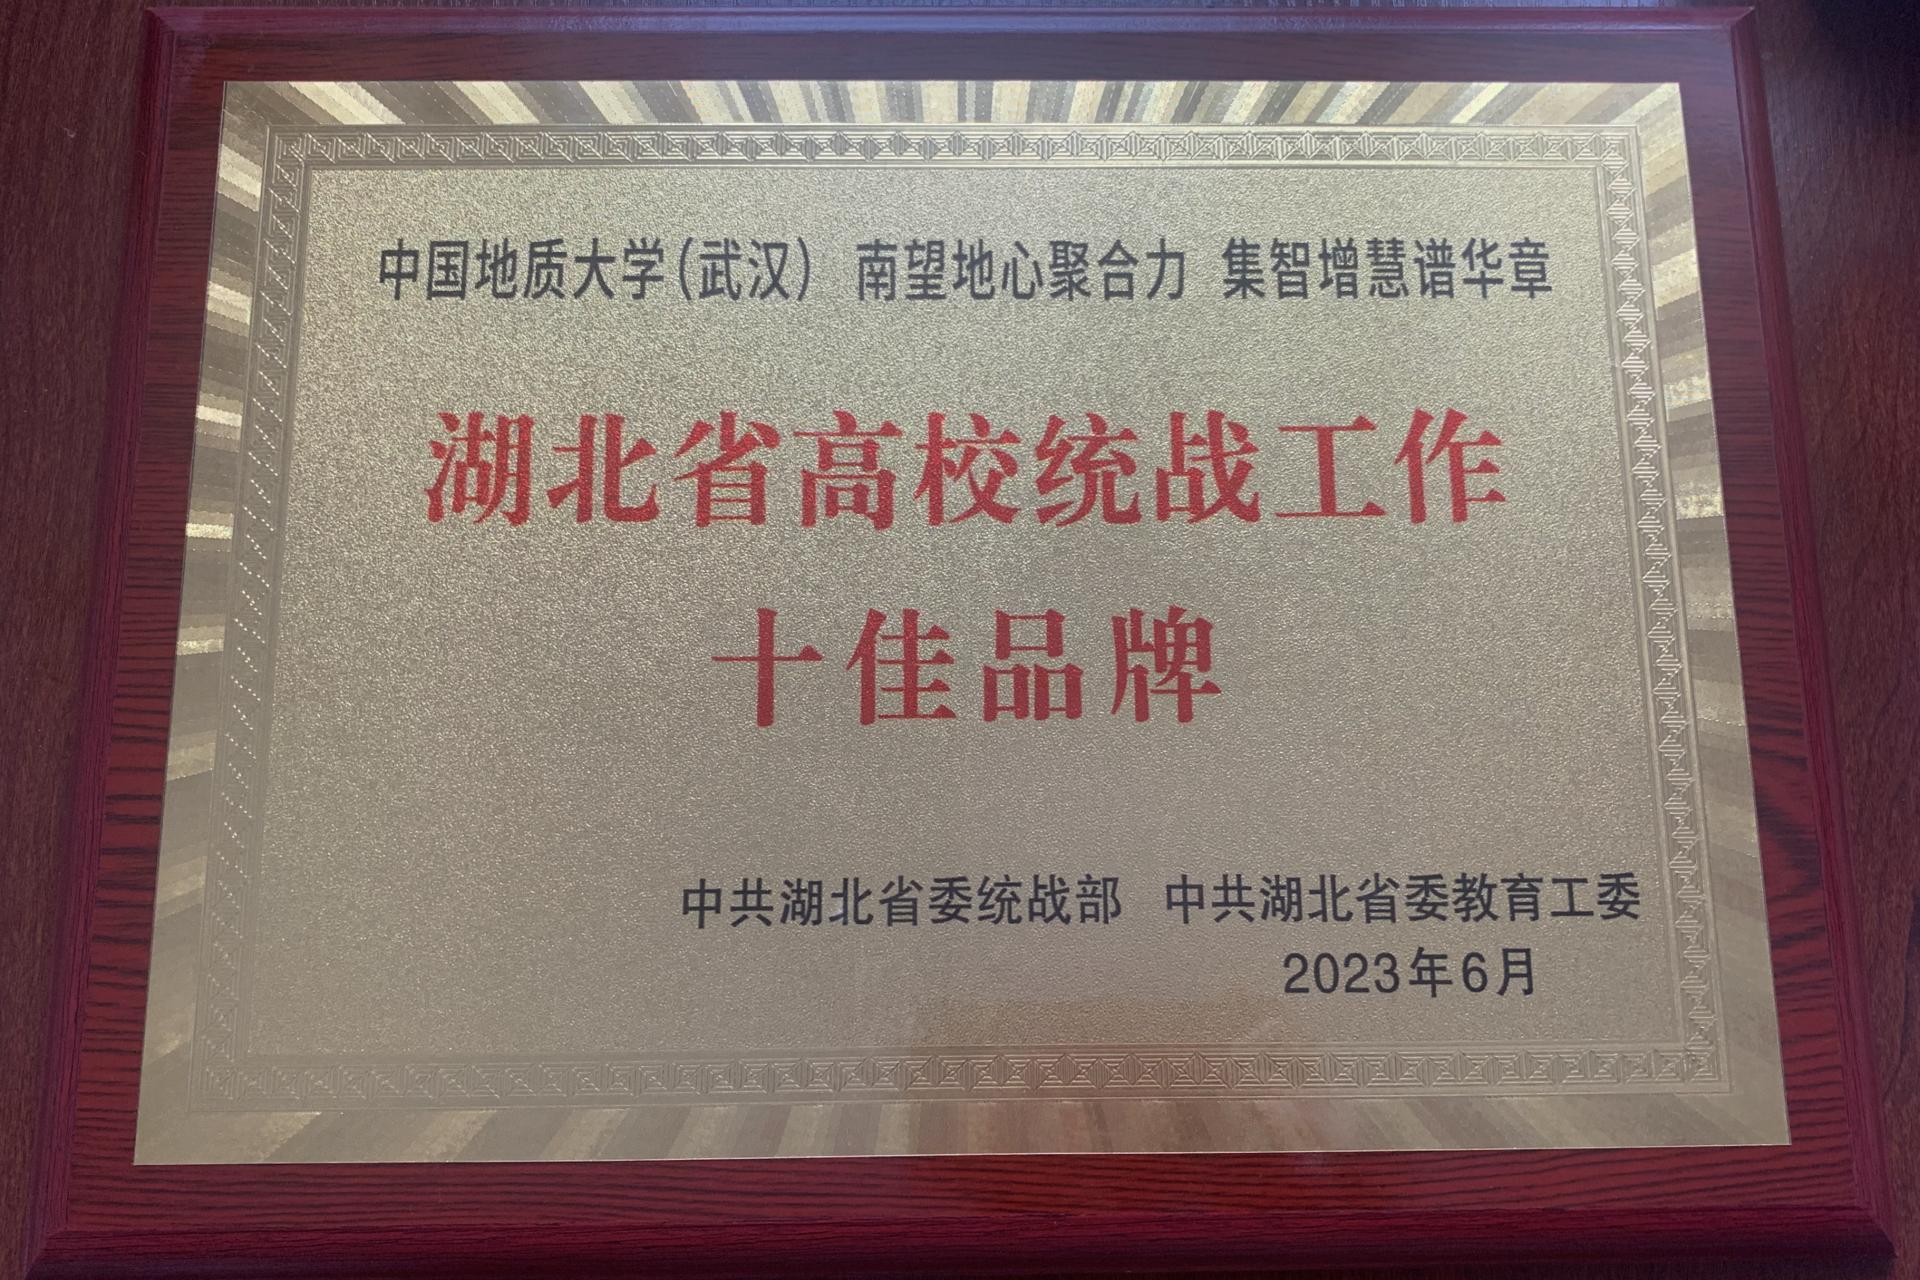 中国地质大学(武汉) 南望地心聚合力 集智增慧谱华章
湖北省高校统战工作
十佳品牌
中共湖北省委统战部 中共湖北省委教育工委
2023年6月